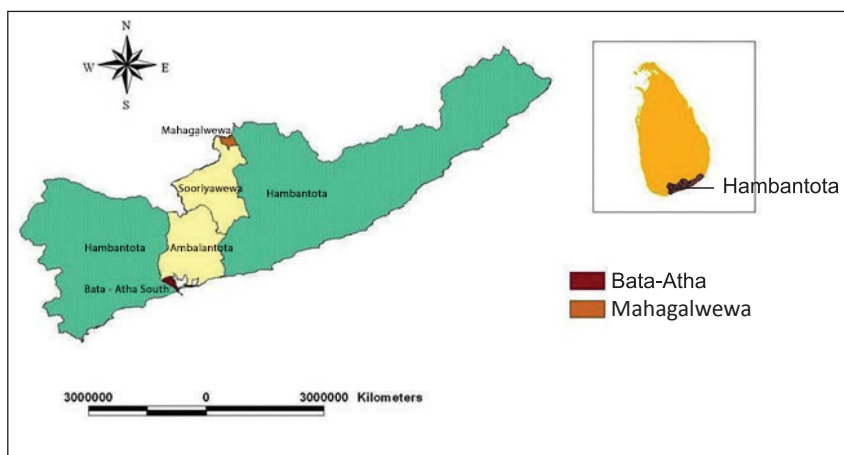 N
W E
S
Mahagalwewa
Sooriyawewa
Hambantota
Hambantota
Ambalantota
Bata - Atha South
Hambantota
Bata-Atha
Mahagalwewa
3000000 0 3000000 Kilometers